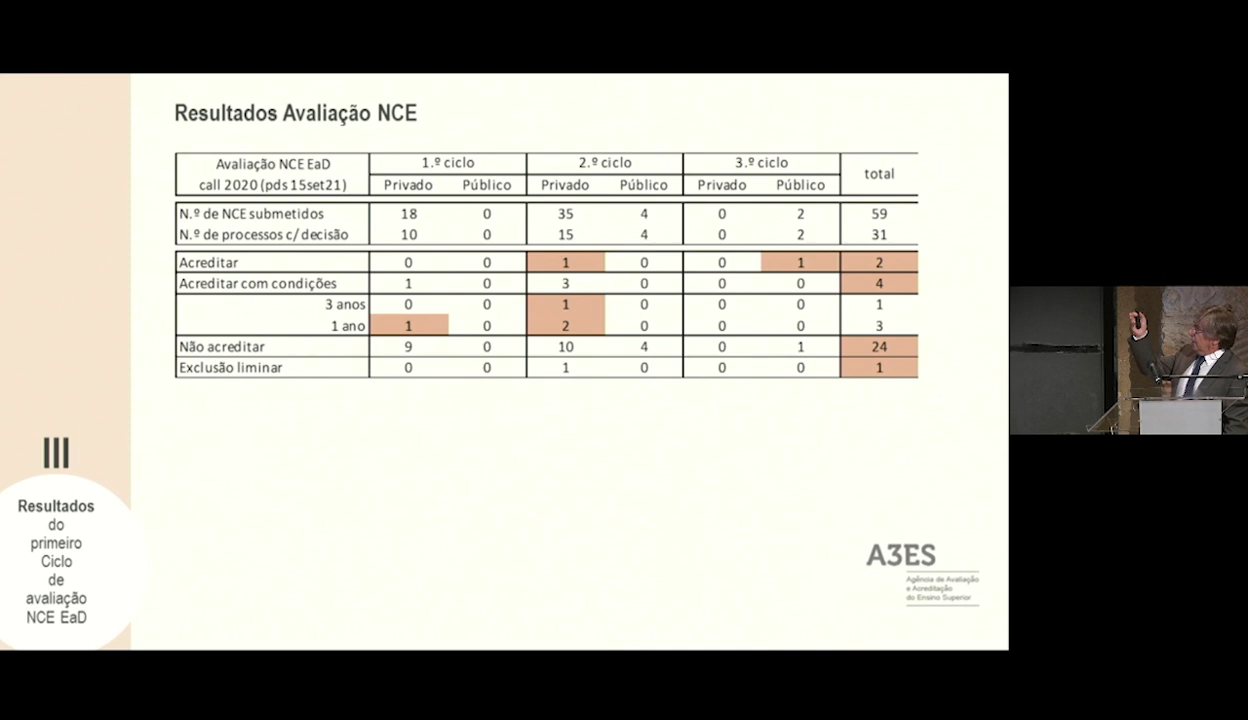 Resultados Avaliação NCE
Avaliação NCE EaD 1.º ciclo 2.º ciclo 3.º ciclo total
call 2020 (pds 15set21) Privado Público Privado Público Privado Público
N.º de NCE submetidos 18 0 35 4 0 2 59
N.º de processos c/ decisão 10 0 15 4 0 2 31
Acreditar 0 0 1 0 0 1 2
Acreditar com condições 1 0 3 0 0 0 4
3 anos 0 0 1 0 0 0 1
1 ano 1 0 2 0 0 0 3
Não acreditar 9 0 10 4 0 1 24
Exclusão liminar 0 0 1 0 0 0 1
III
Resultados
do
primeiro
Ciclo
de
avaliação
NCE EaD
A3ES
Agência de Avaliação
e Acreditação
do Ensino Superior